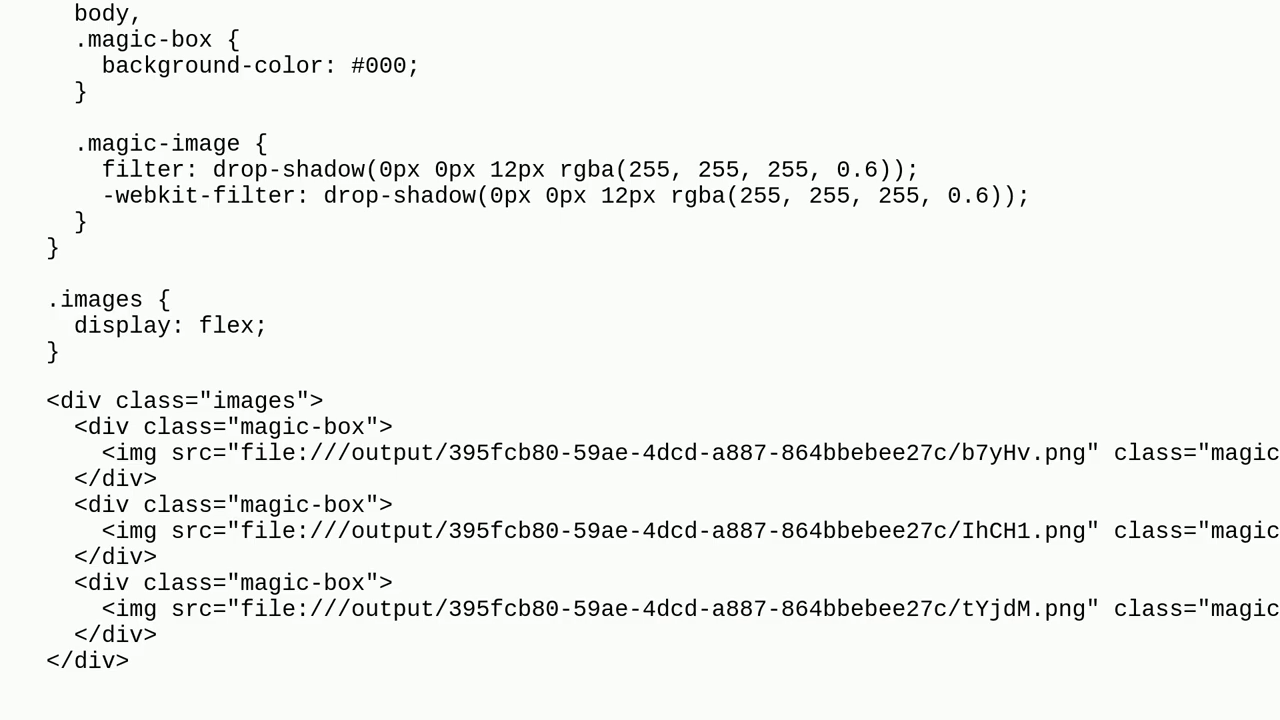 body,
.magic-box {
background-color: #000;
}
.magic-image {
filter: drop-shadow(0px 0px 12px rgba(255, 255, 255, 0.6));
-webkit-filter: drop-shadow(0px 0px 12px rgba(255, 255, 255, 0.6));
}
}
.images {
display: flex;
}
<div class="images">
<div class="magic-box">
<img src="file:///output/395fcb80-59ae-4dcd-a887-864bbebee27c/b7yHv.png" class="magic
</div>
<div class="magic-box">
<img src="file:///output/395fcb80-59ae-4dcd-a887-864bbebee27c/IhCH1.png" class="magic
</div>
<div class="magic-box">
<img src="file:///output/395fcb80-59ae-4dcd-a887-864bbebee27c/tYjdM.png" class="magic
</div>
</div>